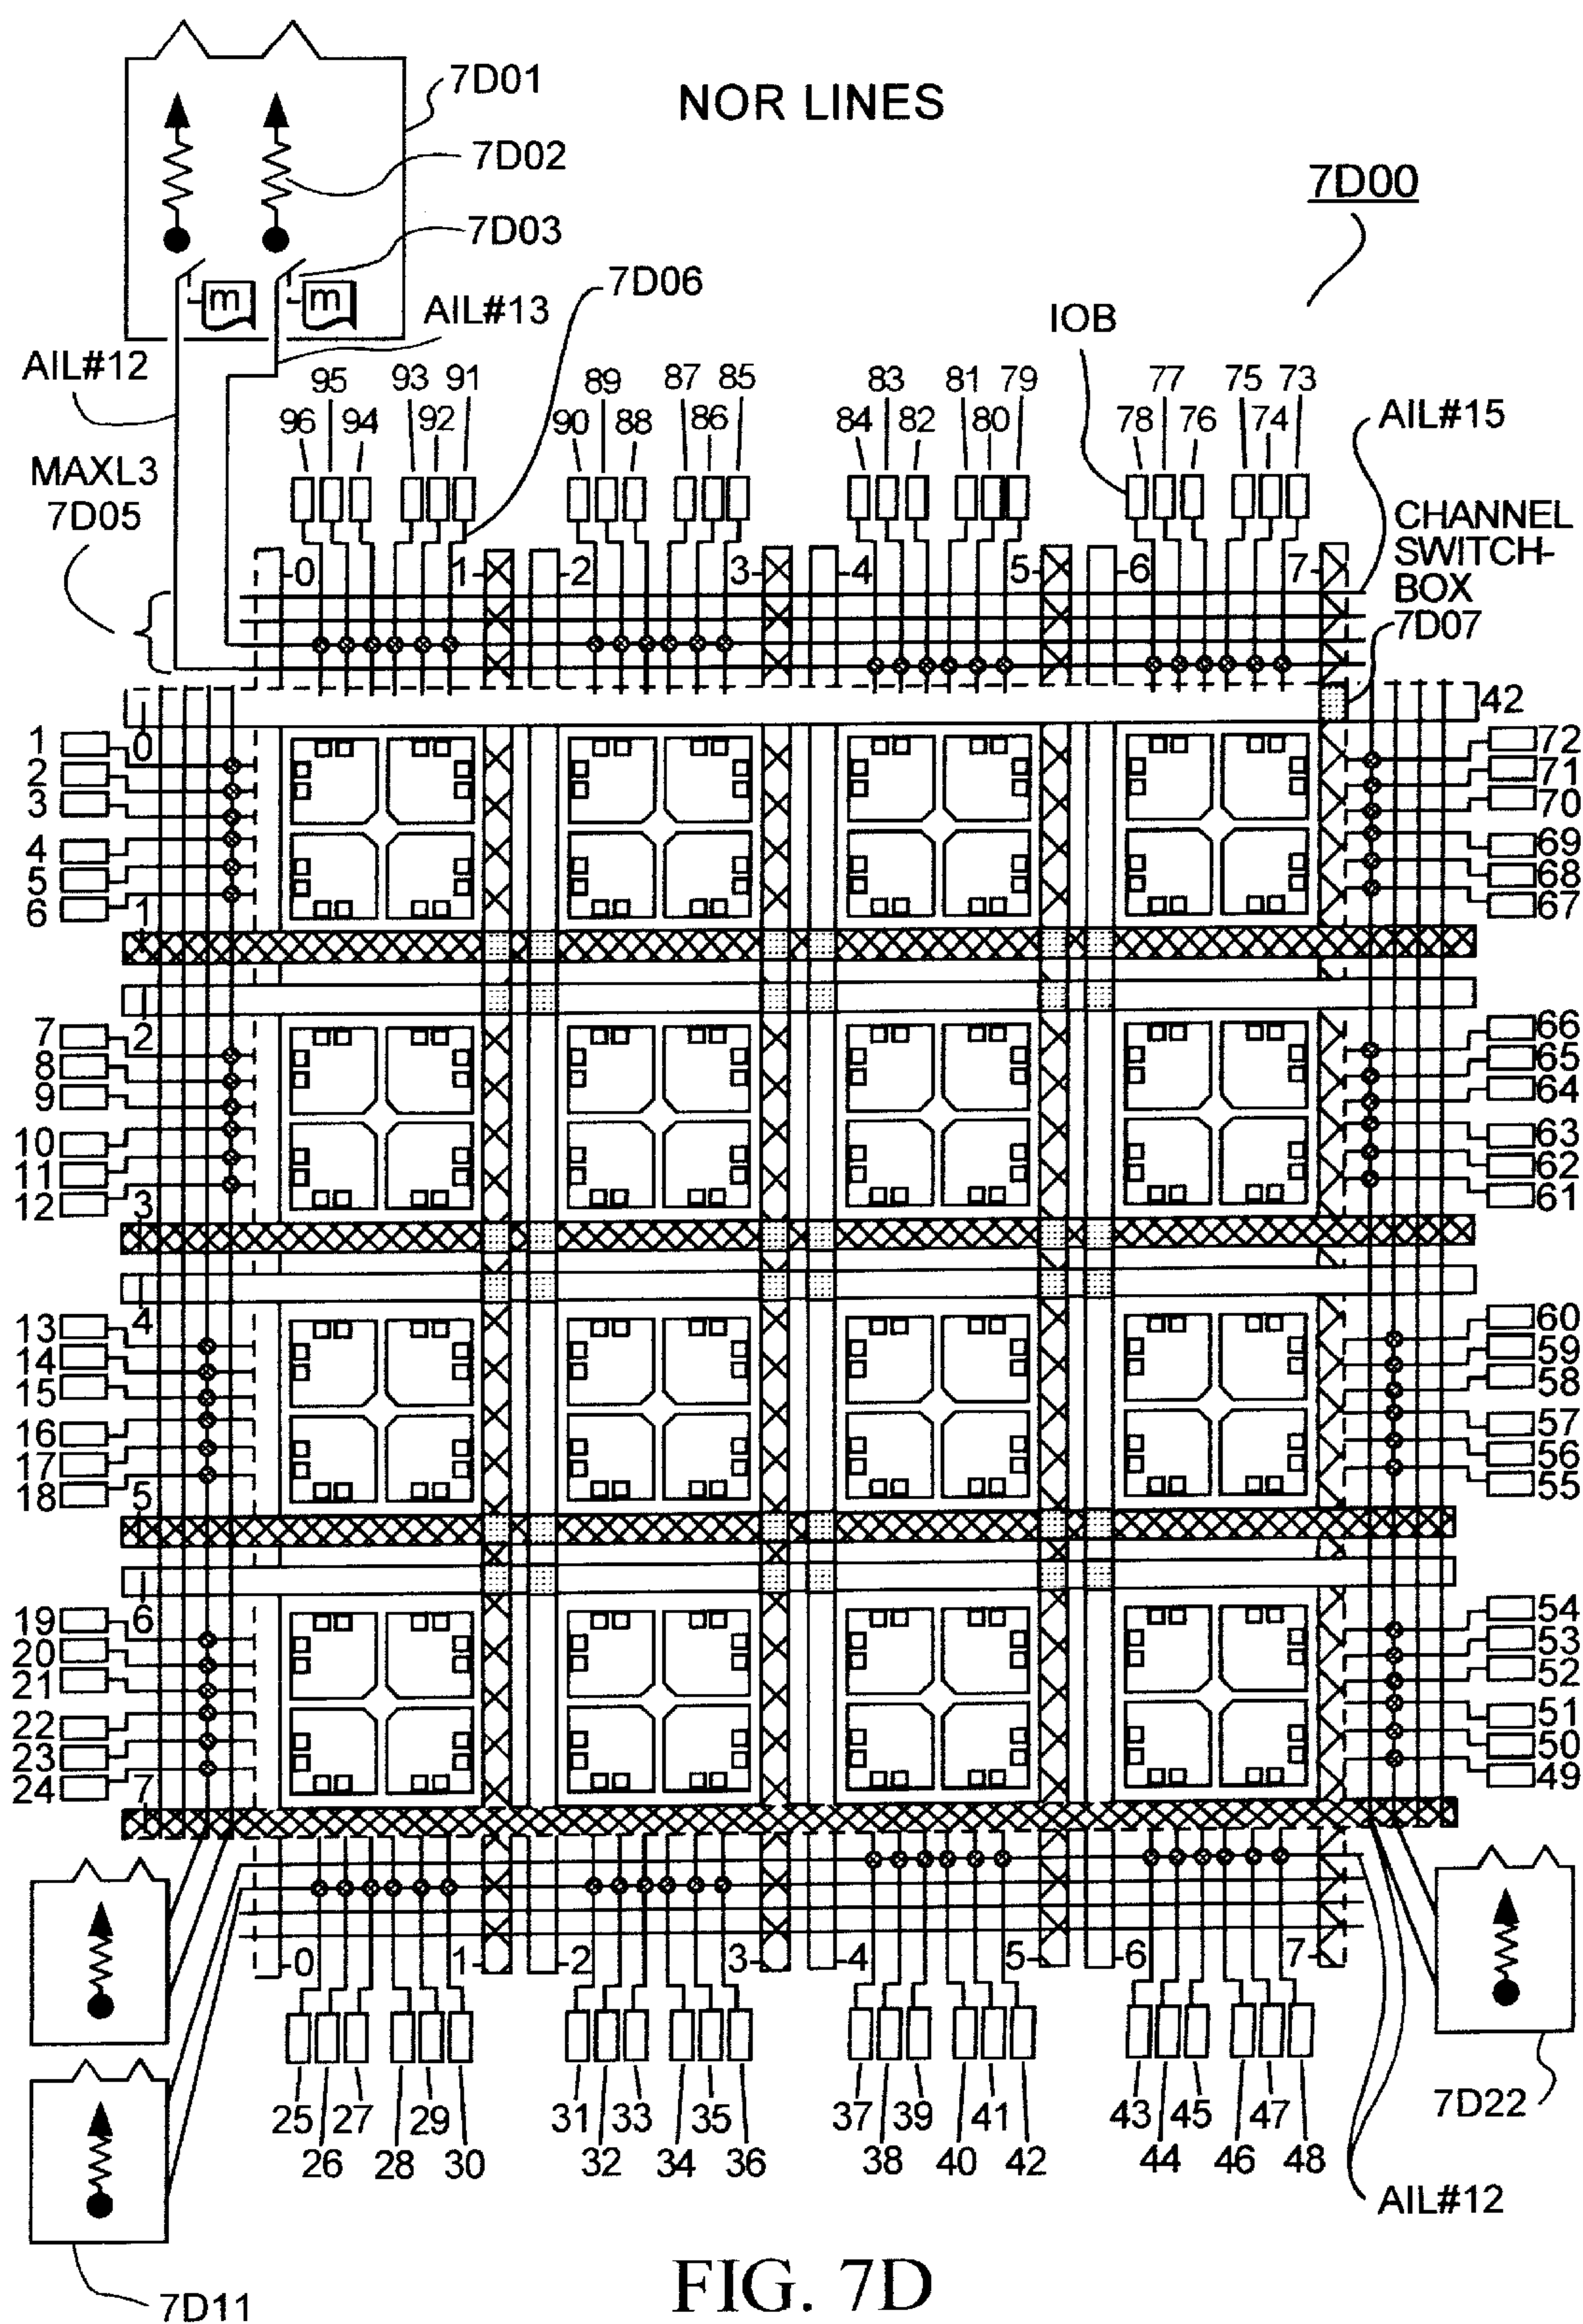 NOR LINES
7D00
7D01
7D02
7D03
m m
7D06
AIL#13
AIL#12
IOB
95 93 91 89 87 85 83 81 79 77 75 73
96 94 92 90 88 86 84 82 80 78 76 74
AIL#15
MAXL3
7D05
CHANNEL
SWITCH-
BOX
7D07
0 1 2 3 4 5 6 7
42
0
1 72
2 71
3 70
4 69
5 68
6 67
1
2
7 66
8 65
9 64
10 63
11 62
12 61
3
4
13 60
14 59
15 58
16 57
17 56
18 55
5
6
19 54
20 53
21 52
22 51
23 50
24 49
7
0 1 2 3 4 5 6 7
25 27 29 31 33 35 37 39 41 43 45 47
26 28 30 32 34 36 38 40 42 44 46 48
7D22
AIL#12
7D11
FIG. 7D